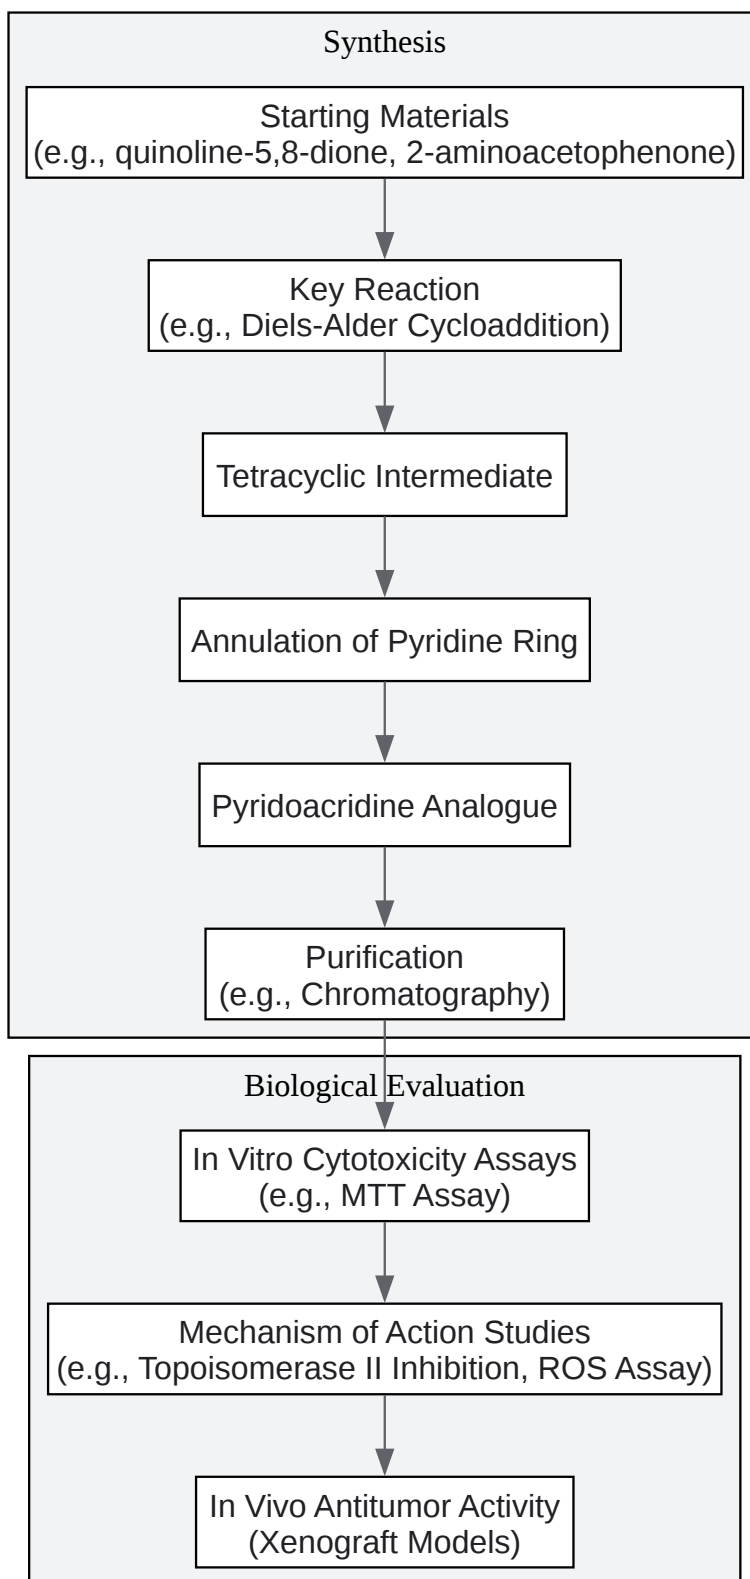 Synthesis
Starting Materials
(e.g., quinoline-5,8-dione, 2-aminoacetophenone)
Key Reaction
(e.g., Diels-Alder Cycloaddition)
Tetracyclic Intermediate
Annulation of Pyridine Ring
Pyridoacridine Analogue
Purification
(e.g., Chromatography)
Biological Evaluation
In Vitro Cytotoxicity Assays
(e.g., MTT Assay)
Mechanism of Action Studies
(e.g., Topoisomerase II Inhibition, ROS Assay)
In Vivo Antitumor Activity
(Xenograft Models)